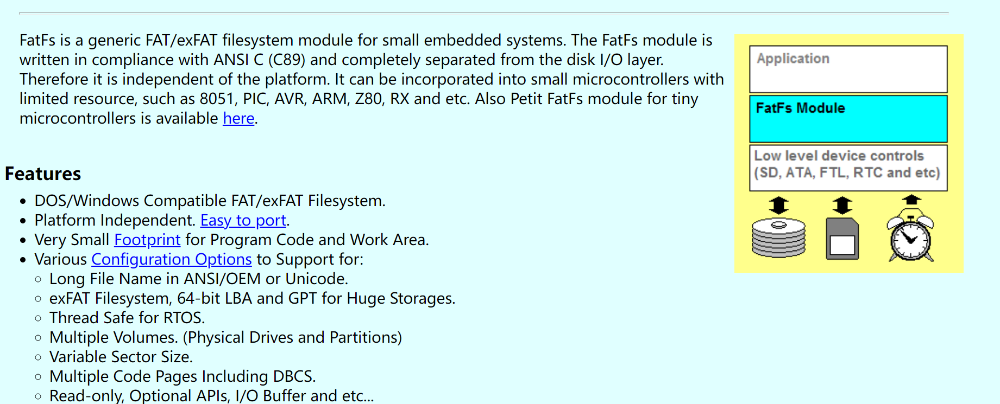 FatFs is a generic FAT/exFAT filesystem module for small embedded systems. The FatFs module is
written in compliance with ANSI C (C89) and completely separated from the disk I/O layer.
Therefore it is independent of the platform. It can be incorporated into small microcontrollers with
limited resource, such as 8051, PIC, AVR, ARM, Z80, RX and etc. Also Petit FatFs module for tiny
microcontrollers is available here.
Application
FatFs Module
Low level device controls
(SD, ATA, FTL, RTC and etc)
Features
• DOS/Windows Compatible FAT/exFAT Filesystem.
• Platform Independent. Easy to port.
• Very Small Footprint for Program Code and Work Area.
• Various Configuration Options to Support for:
◦ Long File Name in ANSI/OEM or Unicode.
◦ exFAT Filesystem, 64-bit LBA and GPT for Huge Storages.
◦ Thread Safe for RTOS.
◦ Multiple Volumes. (Physical Drives and Partitions)
◦ Variable Sector Size.
◦ Multiple Code Pages Including DBCS.
◦ Read-only, Optional APIs, I/O Buffer and etc...